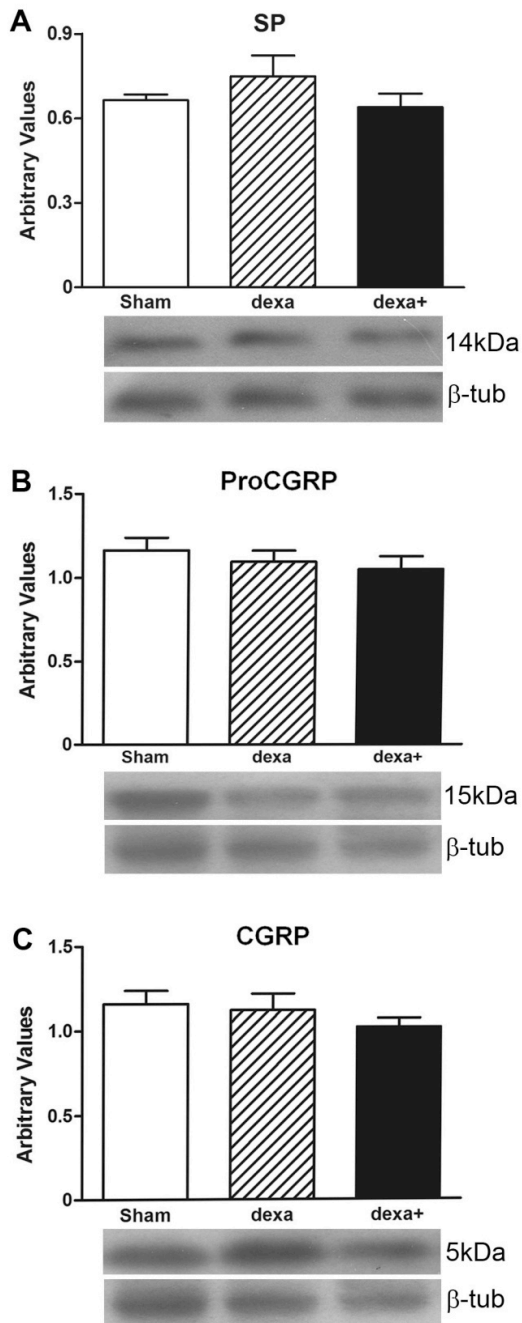 A
SP
Arbitrary Values
0.9
0.6
0.3
0
Sham dexa dexa+
14kDa
β-tub
B
ProCGRP
Arbitrary Values
1.5
1.0
0.5
0
Sham dexa dexa+
15kDa
β-tub
C
CGRP
Arbitrary Values
1.5
1.0
0.5
0
Sham dexa dexa+
5kDa
β-tub